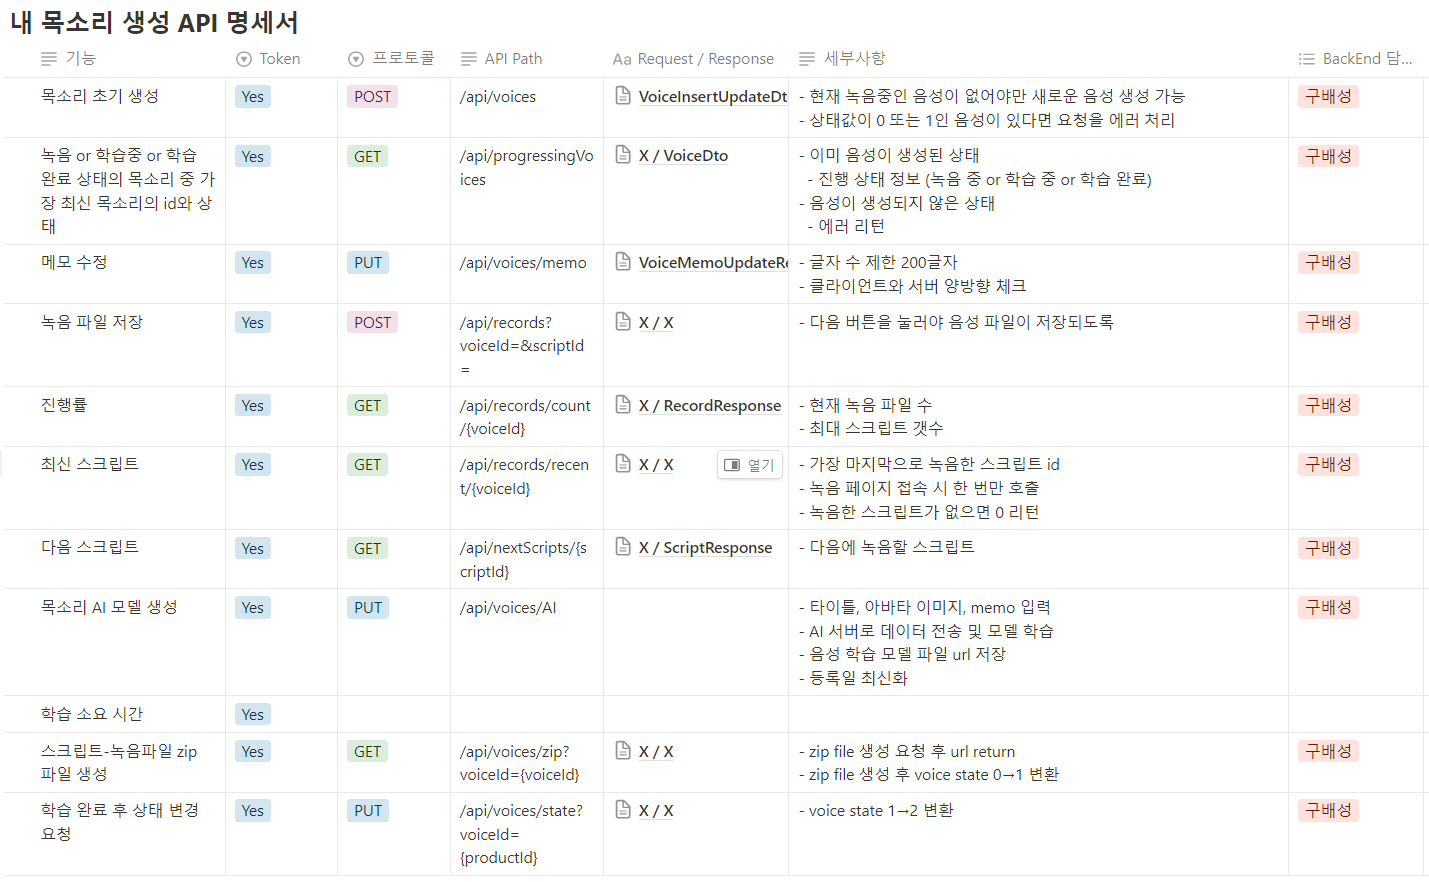 내 목소리 생성 API 명세서
기능 Token 프로토콜 API Path Aa Request / Response 세부사항 BackEnd 담...
목소리 초기 생성 Yes POST /api/voices VoiceInsertUpdateDt - 현재 녹음중인 음성이 없어야만 새로운 음성 생성 가능 구배성
- 상태값이 0 또는 1인 음성이 있다면 요청을 에러 처리
녹음 or 학습중 or 학습 Yes GET /api/progressingVo X / VoiceDto - 이미 음성이 생성된 상태 구배성
완료 상태의 목소리 중 가 ices - 진행 상태 정보 (녹음 중 or 학습 중 or 학습 완료)
장 최신 목소리의 id와 상 - 음성이 생성되지 않은 상태
태 - 에러 리턴
메모 수정 Yes PUT /api/voices/memo VoiceMemoUpdateRe - 글자 수 제한 200글자 구배성
- 클라이언트와 서버 양방향 체크
녹음 파일 저장 Yes POST /api/records? X / X - 다음 버튼을 눌러야 음성 파일이 저장되도록 구배성
voiceId=&scriptId
=
진행률 Yes GET /api/records/count X / RecordResponse - 현재 녹음 파일 수 구배성
/{voiceId} - 최대 스크립트 갯수
최신 스크립트 Yes GET /api/records/recen X / X 열기 - 가장 마지막으로 녹음한 스크립트 id 구배성
t/{voiceId} - 녹음 페이지 접속 시 한 번만 호출
- 녹음한 스크립트가 없으면 0 리턴
다음 스크립트 Yes GET /api/nextScripts/{s X / ScriptResponse - 다음에 녹음할 스크립트 구배성
criptId}
목소리 AI 모델 생성 Yes PUT /api/voices/AI - 타이틀, 아바타 이미지, memo 입력 구배성
- AI 서버로 데이터 전송 및 모델 학습
- 음성 학습 모델 파일 url 저장
- 등록일 최신화
학습 소요 시간 Yes
스크립트-녹음파일 zip Yes GET /api/voices/zip? X / X - zip file 생성 요청 후 url return 구배성
파일 생성 voiceId={voiceId} - zip file 생성 후 voice state 0→1 변환
학습 완료 후 상태 변경 Yes PUT /api/voices/state? X / X - voice state 1→2 변환 구배성
요청 voiceId=
{productId}